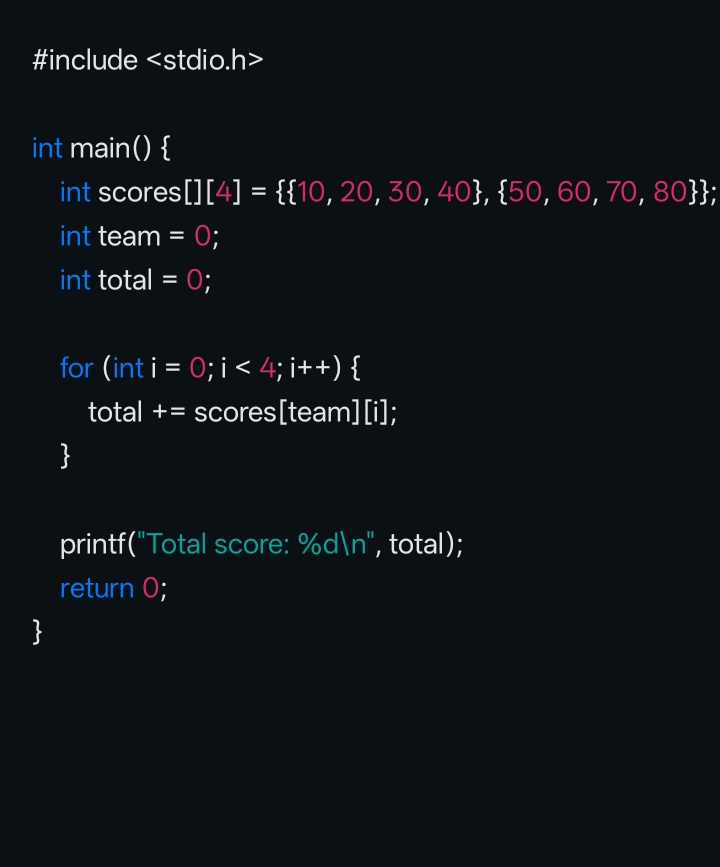 #include <stdio.h>
int main() {
int scores[][4] = {{10, 20, 30, 40}, {50, 60, 70, 80}};
int team = 0;
int total = 0;
for (int i = 0; i < 4; i++) {
total += scores[team][i];
}
printf("Total score: %d\n", total);
return 0;
}